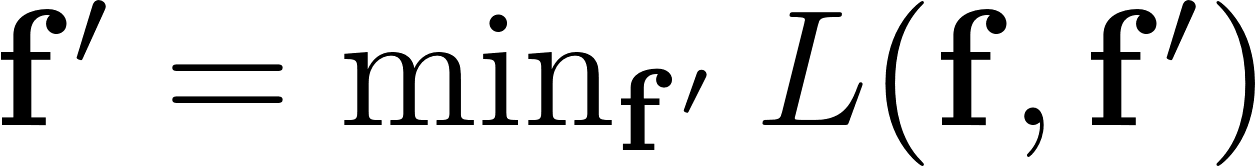 𝐟′ = min_𝐟′ L(𝐟, 𝐟′)